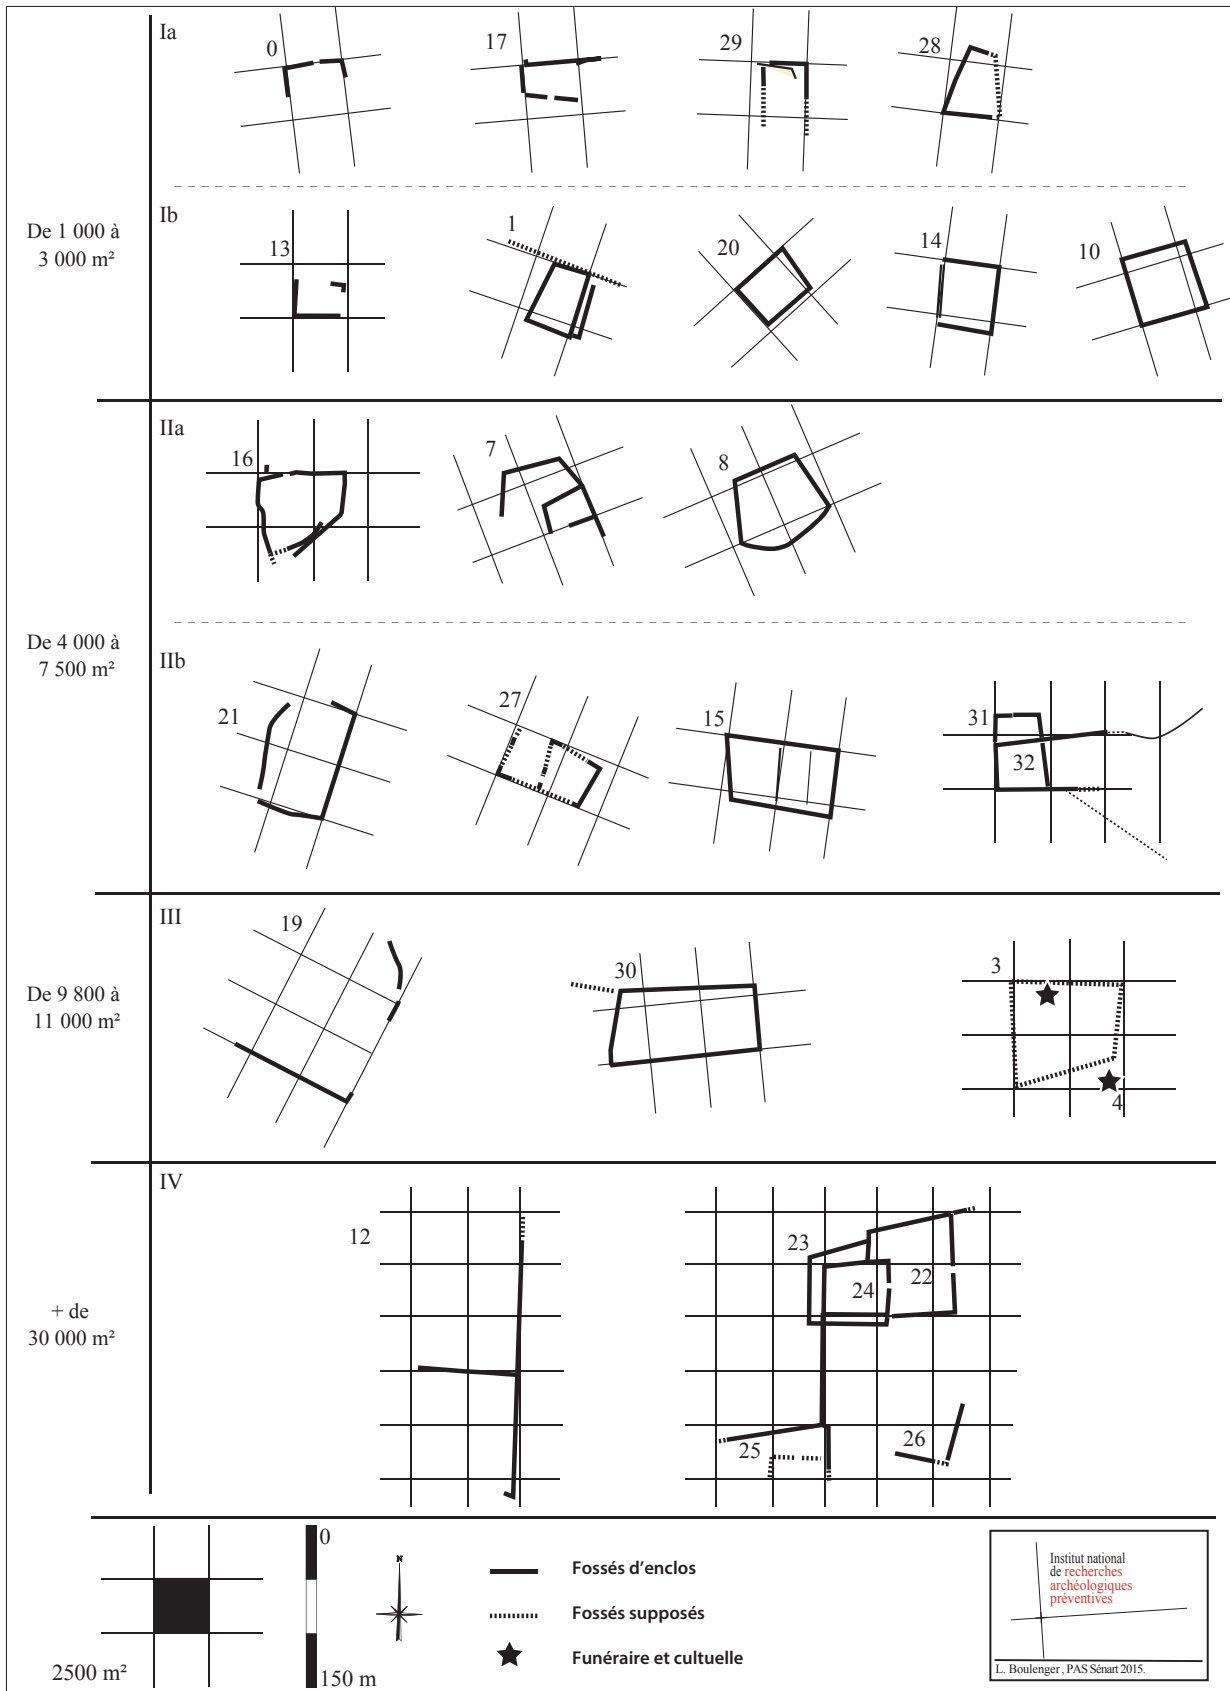 Ia
0
17
29
28
De 1 000 à
3 000 m²
Ib
13
1
20
14
10
IIa
16
7
8
De 4 000 à
7 500 m²
IIb
21
27
15
31
32
III
19
30
3
4
De 9 800 à
11 000 m²
IV
12
23
22
24
25
26
+ de
30 000 m²
2500 m²
0
150 m
N
Fossés d'enclos
Fossés supposés
Funéraire et cultuelle
Institut national
de recherches
archéologiques
préventives
L. Boulenger , PAS Sénart 2015.